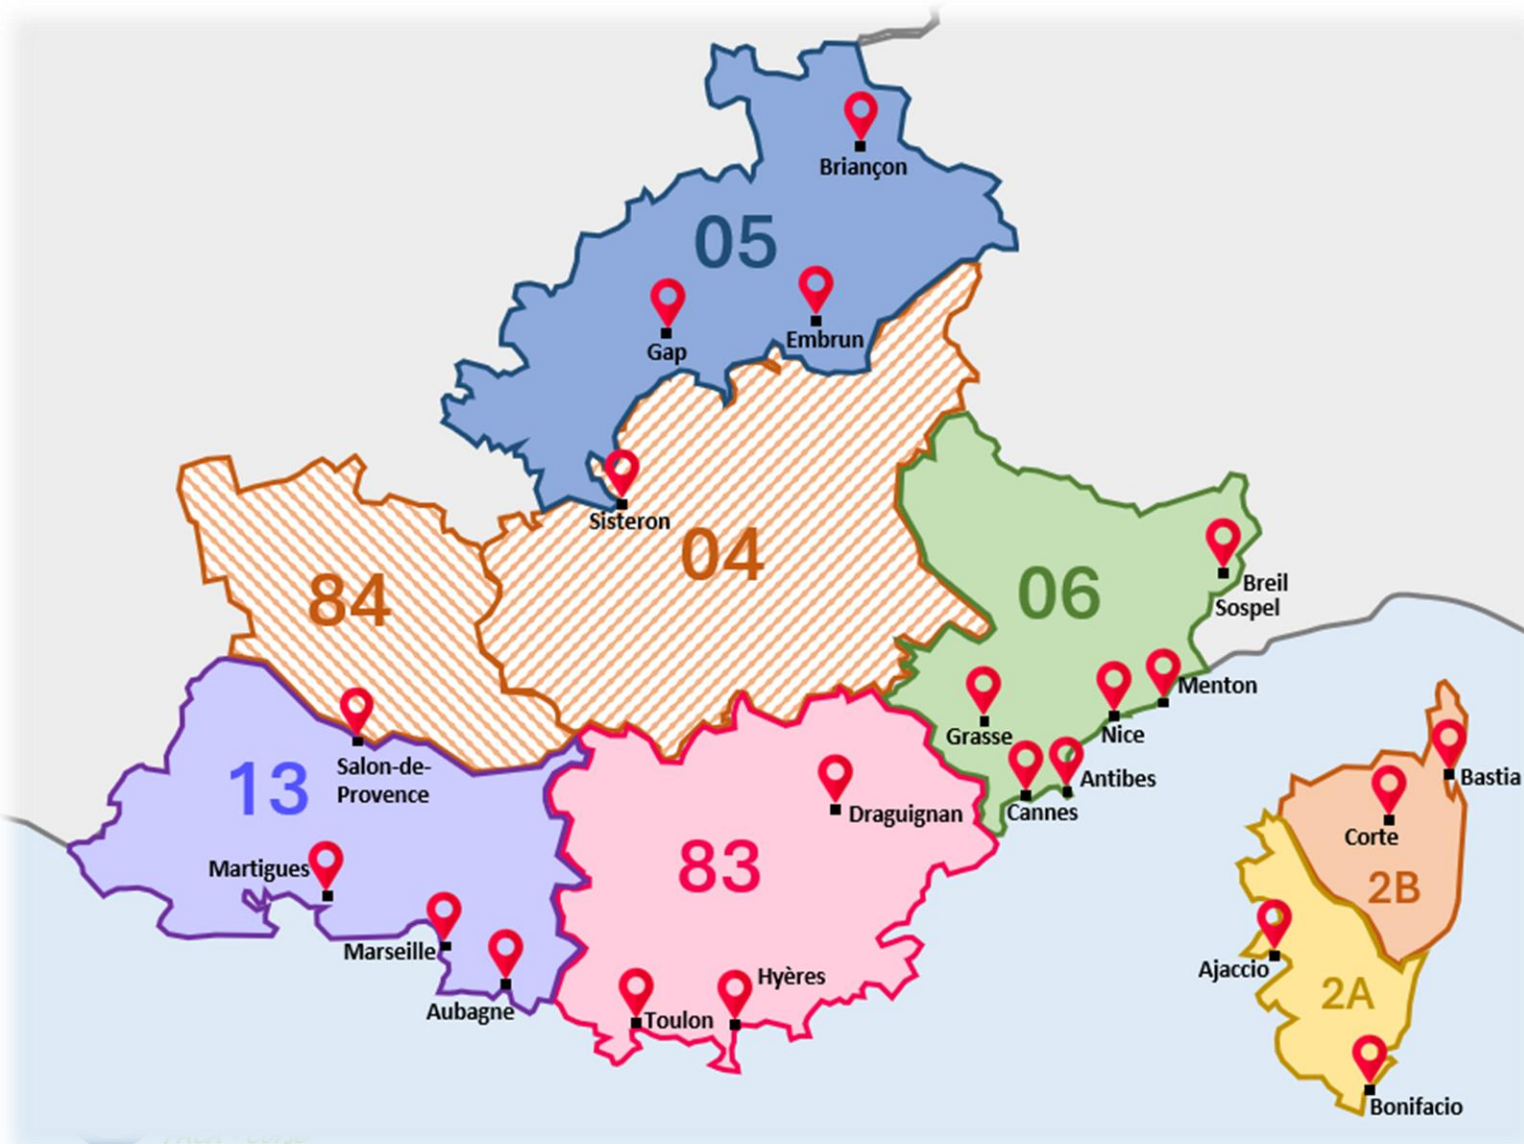 Briançon
05
Gap
Embrun
Sisteron
04
84
06
Breil
Sospel
Menton
Grasse
Nice
Antibes
Cannes
Salon-de-
Provence
13
Martigues
Marseille
Aubagne
Draguignan
83
Hyères
Toulon
Bastia
Corte
2B
Ajaccio
2A
Bonifacio